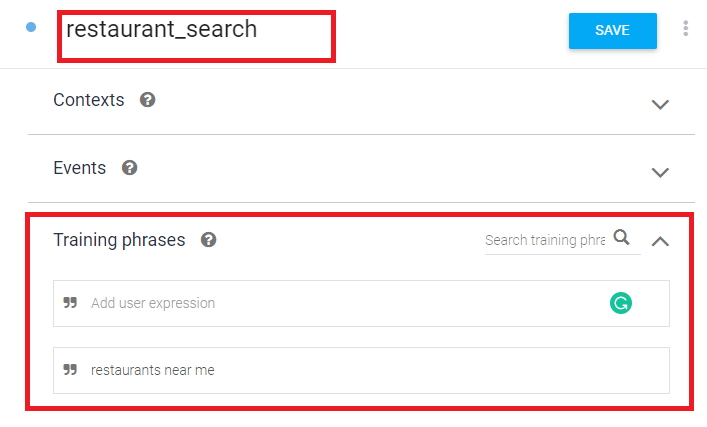 restaurant_search
SAVE
Contexts ?
Events ?
Training phrases ?
Search training phra
Add user expression
restaurants near me